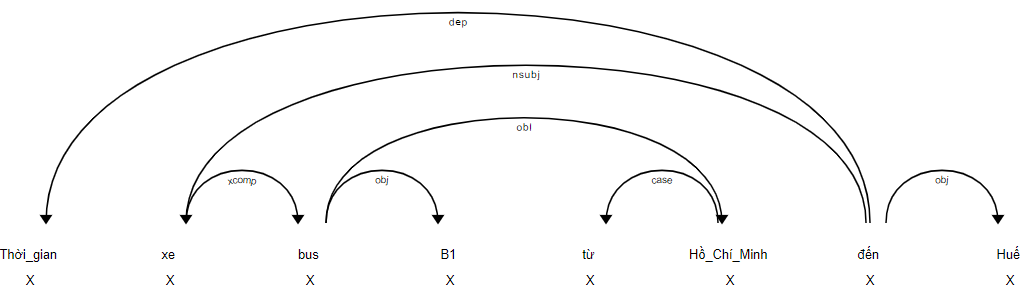 dep
nsubj
obl
xcomp obj case obj
Thời_gian xe bus B1 từ Hồ_Chí_Minh đến Huế
X X X X X X X X